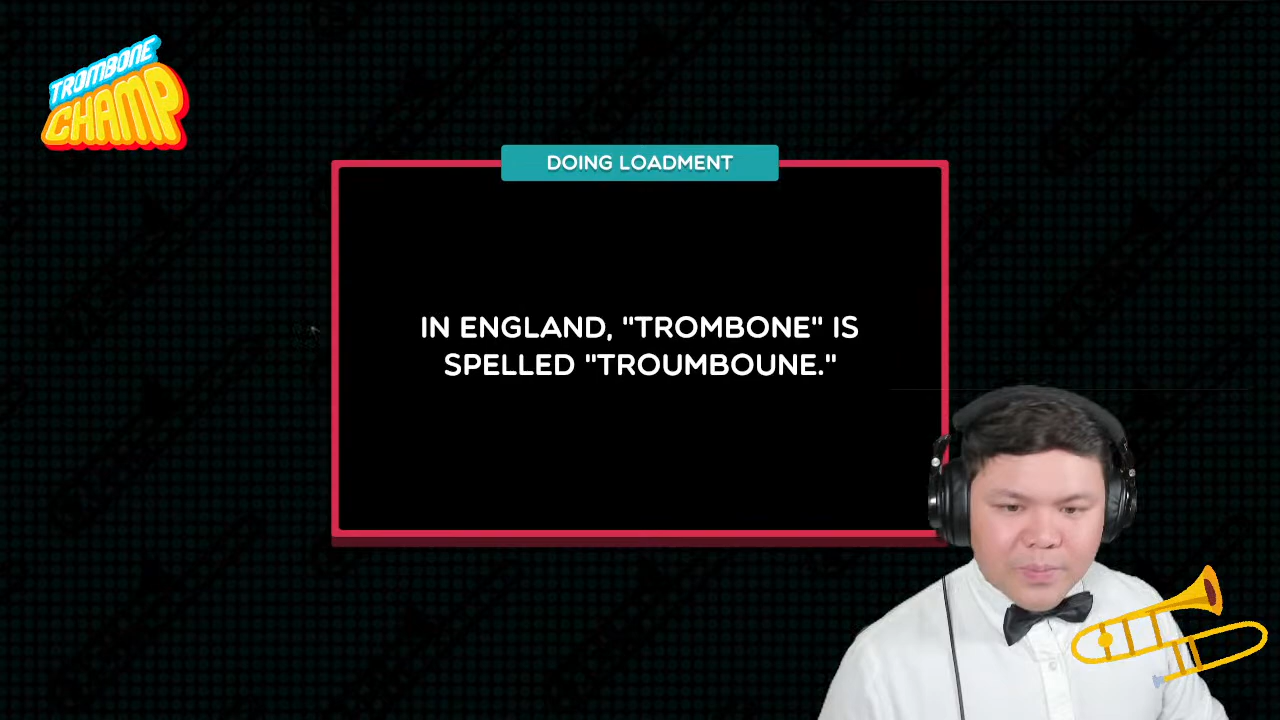 TROMBONE
CHAMP
DOING LOADMENT
IN ENGLAND, "TROMBONE" IS
SPELLED "TROUMBOUNE."